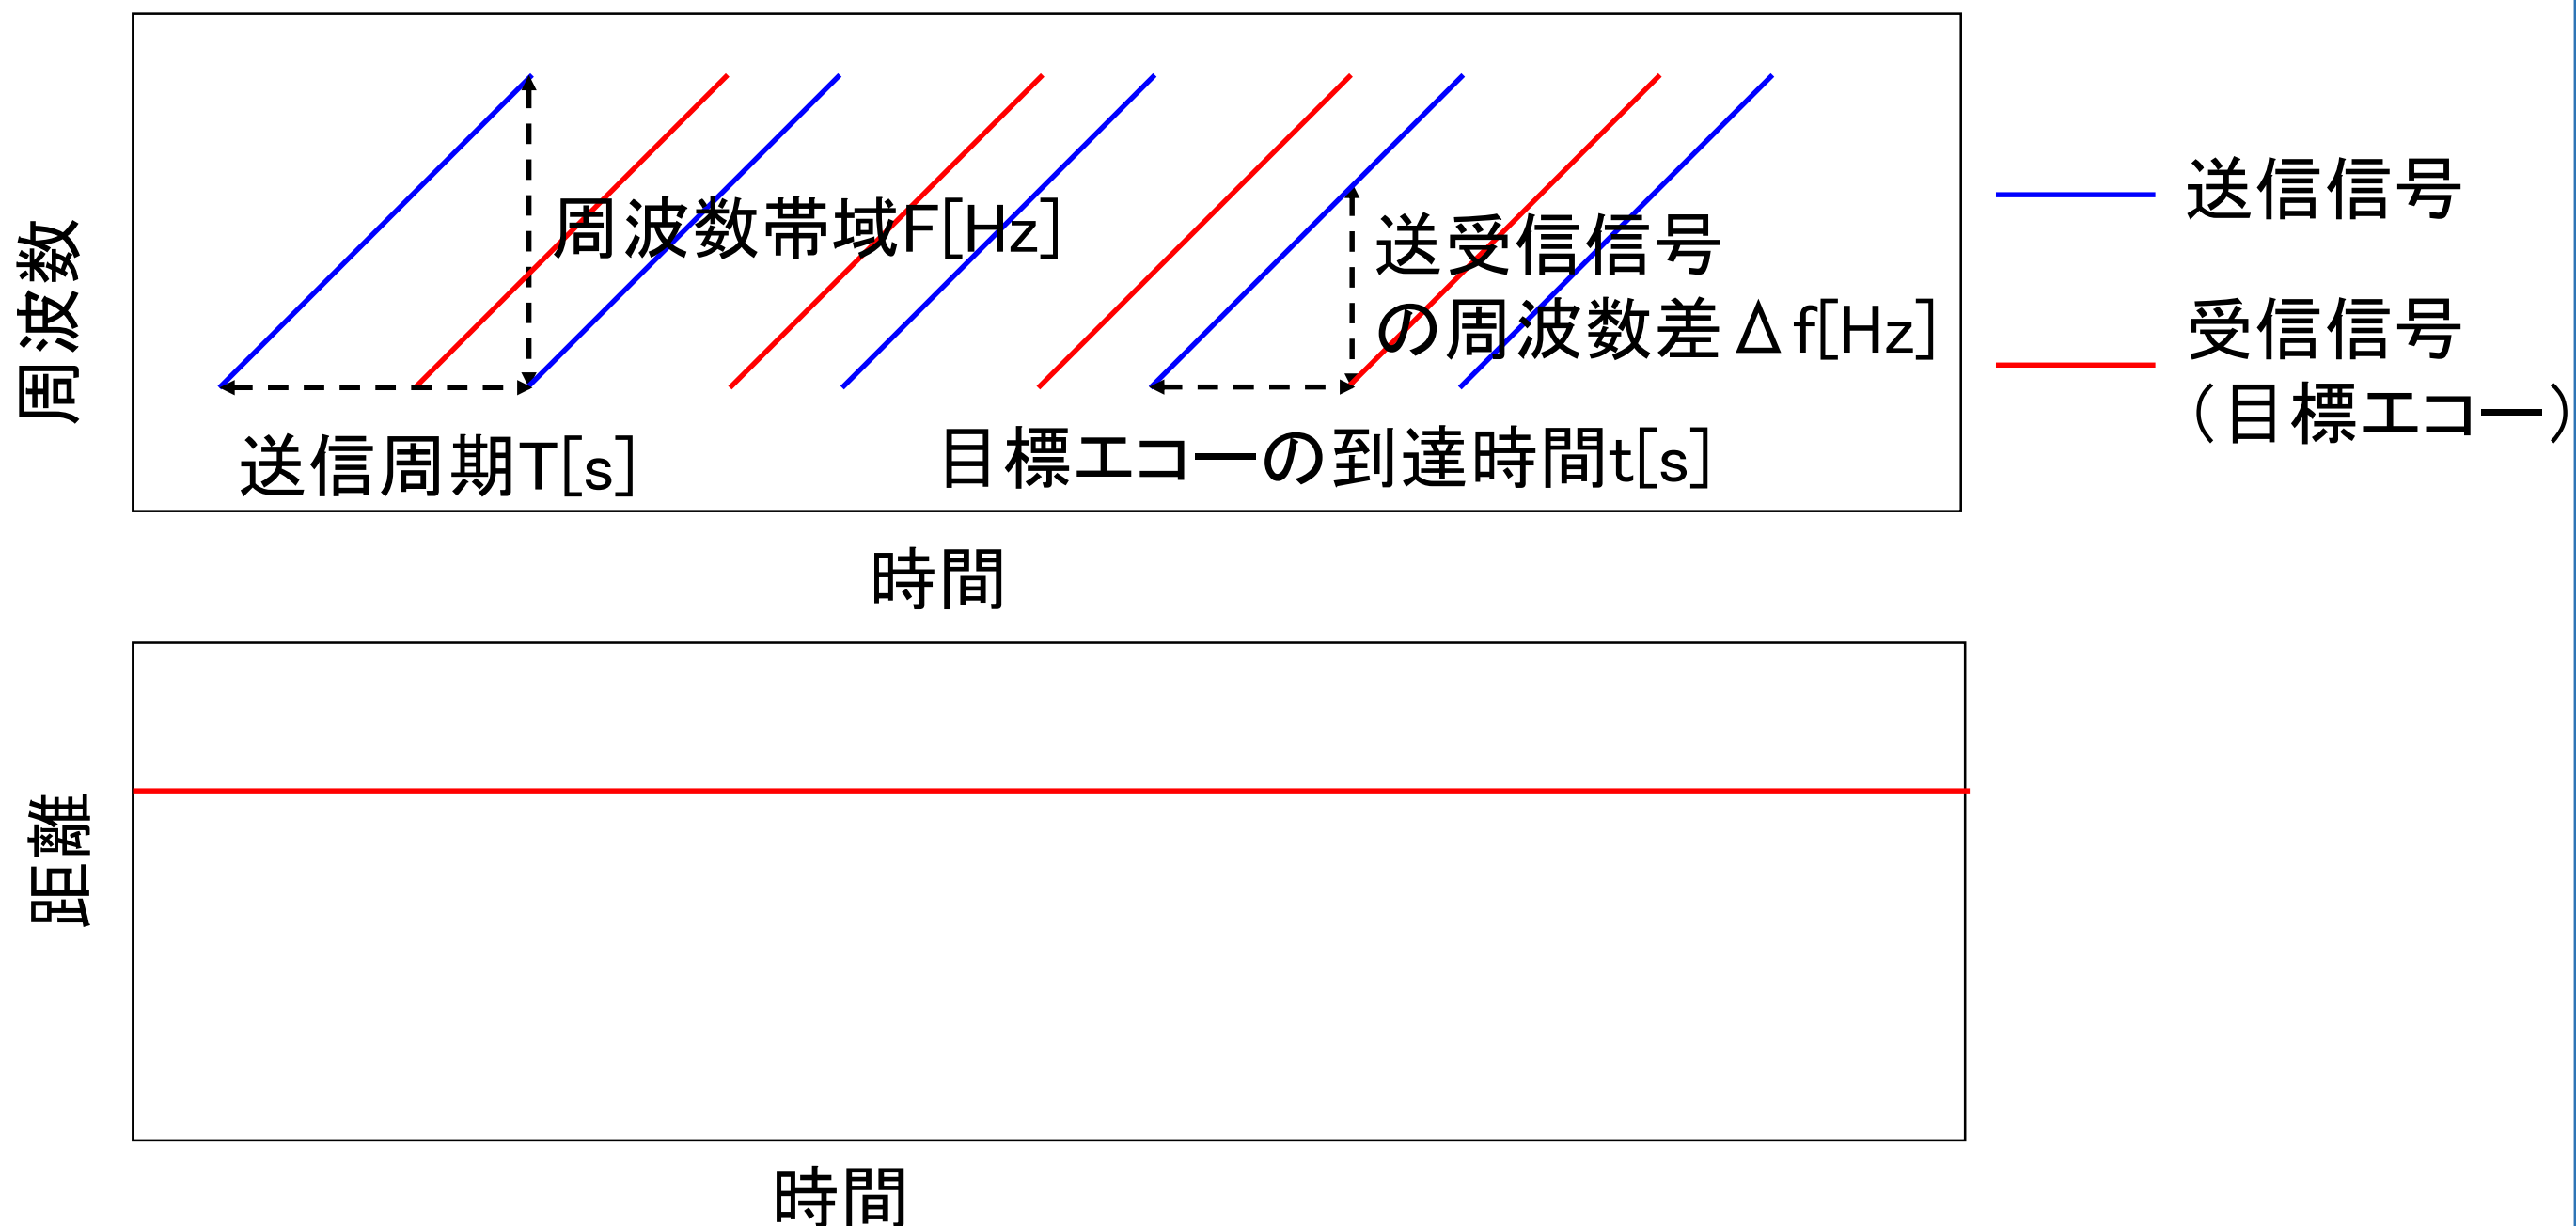 周波数
周波数帯域F[Hz]
送受信信号
の周波数差Δf[Hz]
送信周期T[s]
目標エコーの到達時間t[s]
時間
送信信号
受信信号
(目標エコー)
距離
時間